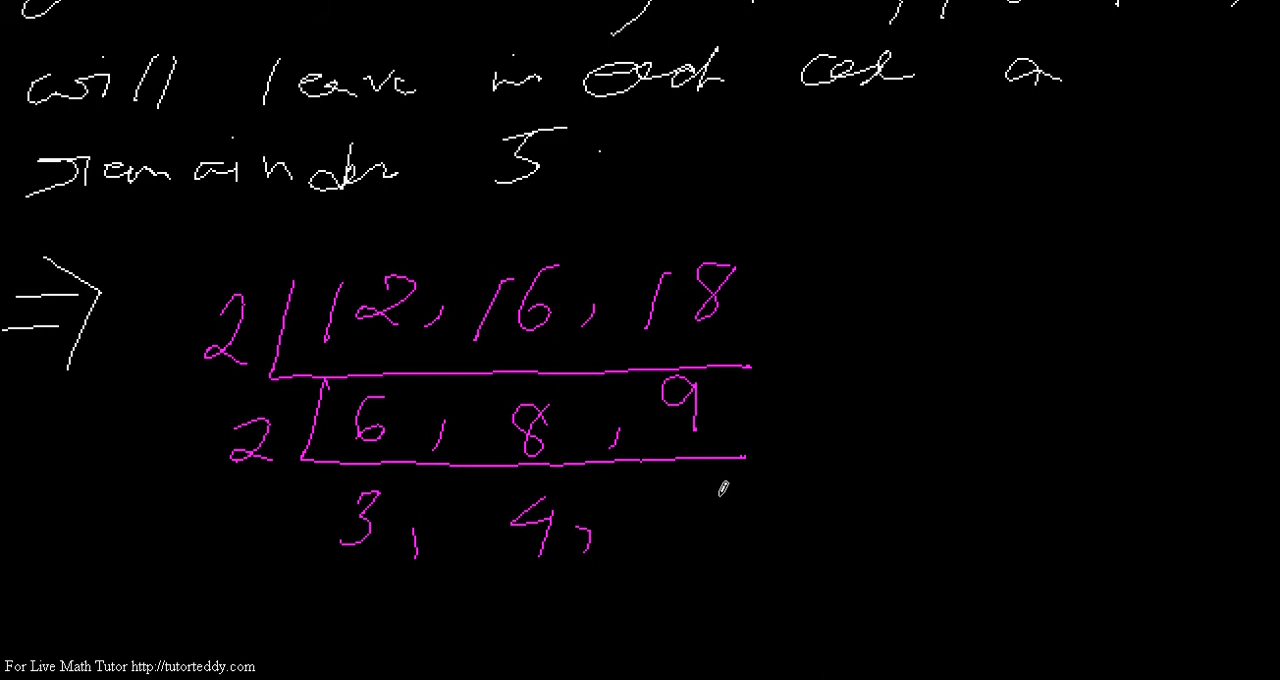 will leave in each case a
remainder 5.
⇒ 2 | 12, 16, 18
2 | 6, 8, 9
3, 4,
For Live Math Tutor http://tutorteddy.com